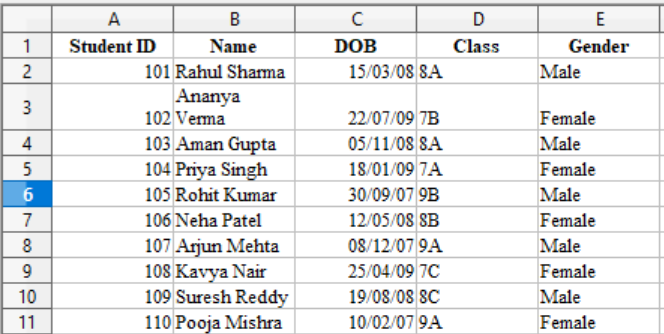 A B C D E
1 Student ID Name DOB Class Gender
2 101 Rahul Sharma 15/03/08 8A Male
Ananya
3 102 Verma 22/07/09 7B Female
4 103 Aman Gupta 05/11/08 8A Male
5 104 Priya Singh 18/01/09 7A Female
6 105 Rohit Kumar 30/09/07 9B Male
7 106 Neha Patel 12/05/08 8B Female
8 107 Arjun Mehta 08/12/07 9A Male
9 108 Kavya Nair 25/04/09 7C Female
10 109 Suresh Reddy 19/08/08 8C Male
11 110 Pooja Mishra 10/02/07 9A Female